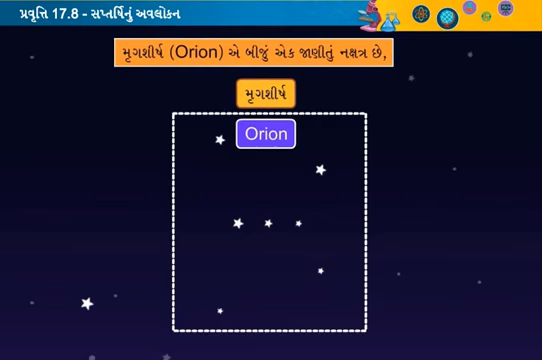 પ્રવૃત્તિ 17.8 - સપ્તર્ષિનું અવલોકન
મૃગશીર્ષ (Orion) એ બીજું એક જાણીતું નક્ષત્ર છે,
મૃગશીર્ષ
Orion